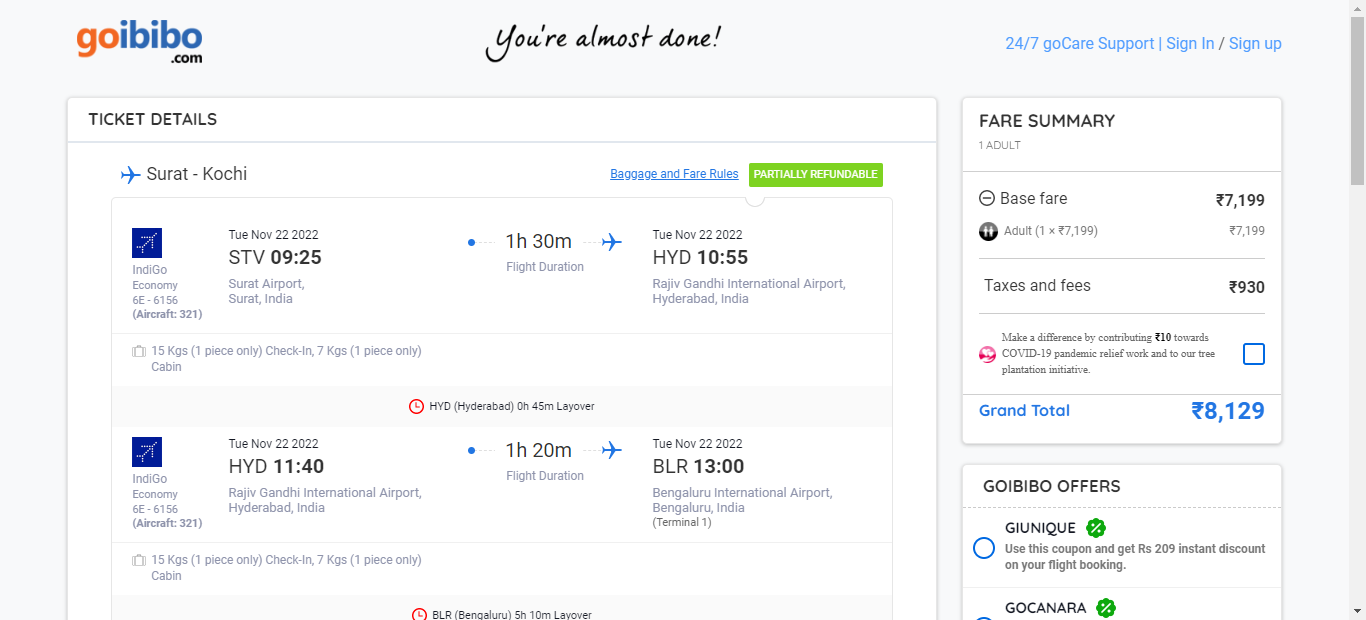 goibibo
.com
You're almost done!
24/7 goCare Support | Sign In / Sign up
TICKET DETAILS
Surat - Kochi
Baggage and Fare Rules
PARTIALLY REFUNDABLE
IndiGo
Economy
6E - 6156
(Aircraft: 321)
Tue Nov 22 2022
STV 09:25
Surat Airport,
Surat, India
1h 30m
Flight Duration
Tue Nov 22 2022
HYD 10:55
Rajiv Gandhi International Airport,
Hyderabad, India
15 Kgs (1 piece only) Check-In, 7 Kgs (1 piece only)
Cabin
HYD (Hyderabad) 0h 45m Layover
IndiGo
Economy
6E - 6156
(Aircraft: 321)
Tue Nov 22 2022
HYD 11:40
Rajiv Gandhi International Airport,
Hyderabad, India
1h 20m
Flight Duration
Tue Nov 22 2022
BLR 13:00
Bengaluru International Airport,
Bengaluru, India
(Terminal 1)
15 Kgs (1 piece only) Check-In, 7 Kgs (1 piece only)
Cabin
BLR (Bengaluru) 5h 10m Layover
FARE SUMMARY
1 ADULT
Base fare ₹7,199
Adult (1 × ₹7,199) ₹7,199
Taxes and fees ₹930
Make a difference by contributing ₹10 towards
COVID-19 pandemic relief work and to our tree
plantation initiative.
Grand Total ₹8,129
GOIBIBO OFFERS
GIUNIQUE
Use this coupon and get Rs 209 instant discount
on your flight booking.
GOCANARA